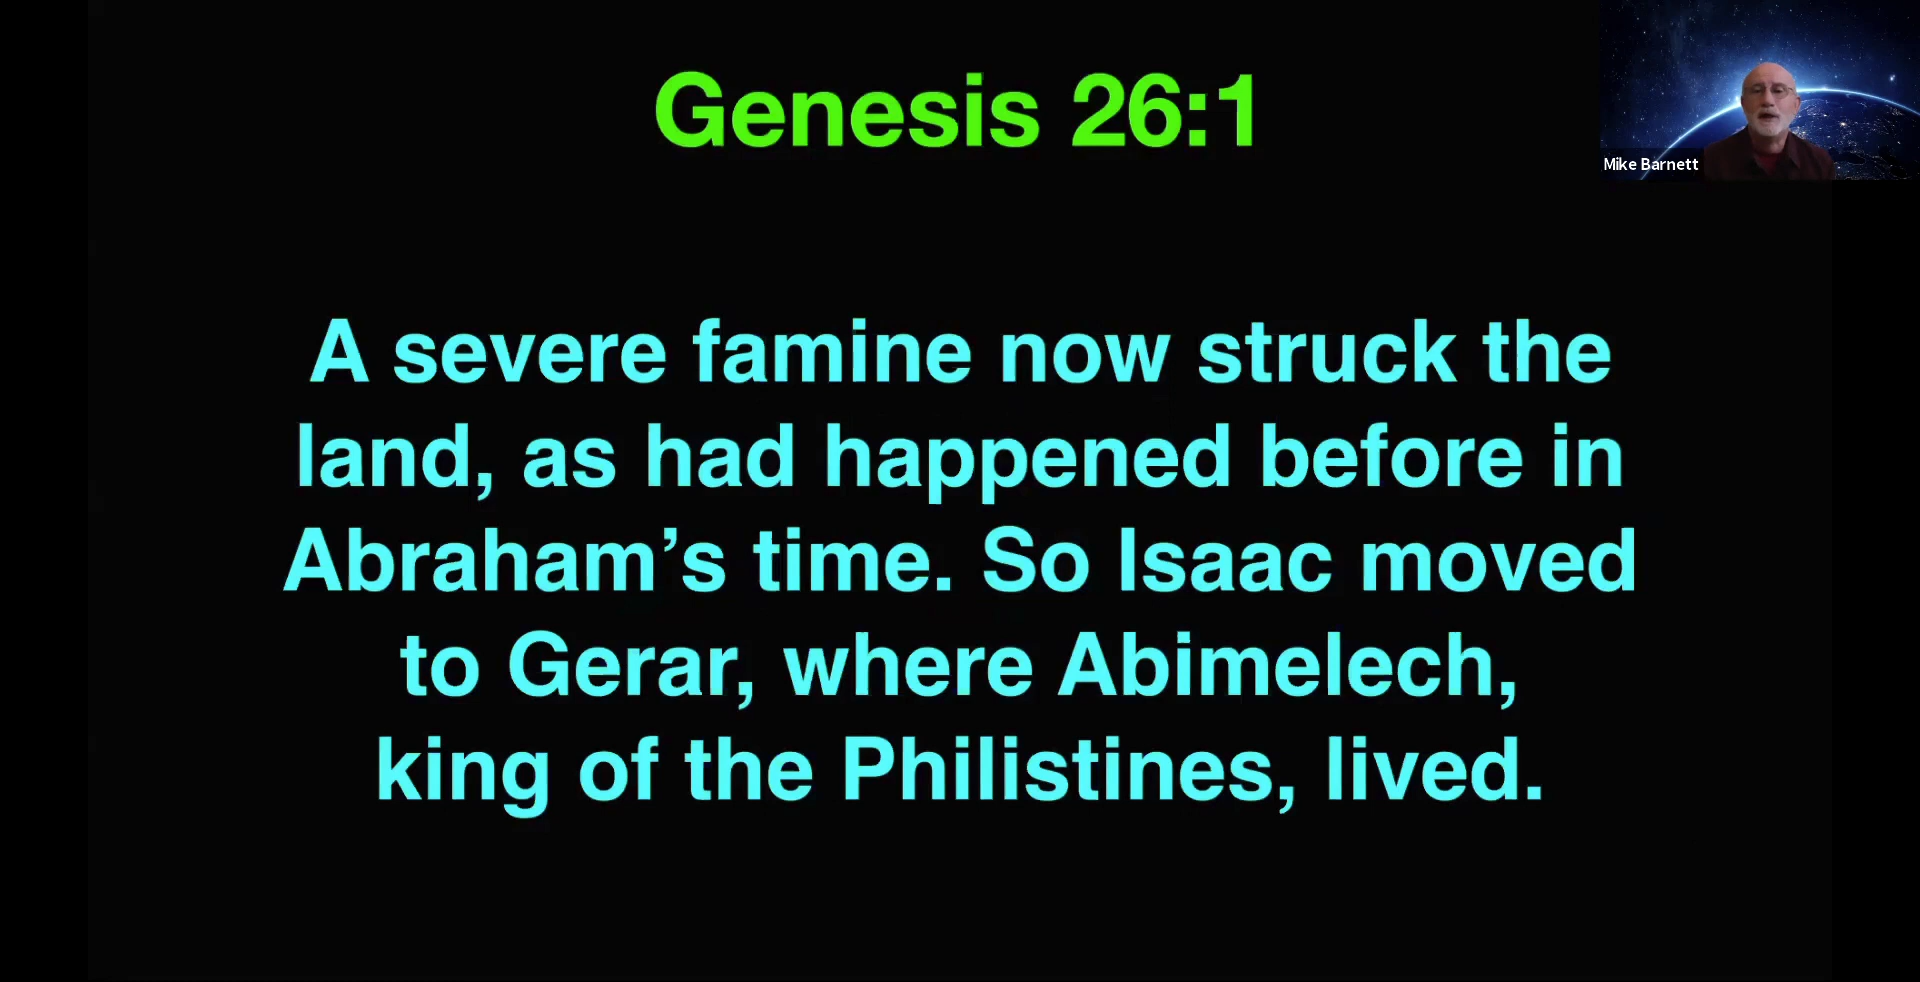 Genesis 26:1
Mike Barnett
A severe famine now struck the
land, as had happened before in
Abraham’s time. So Isaac moved
to Gerar, where Abimelech,
king of the Philistines, lived.